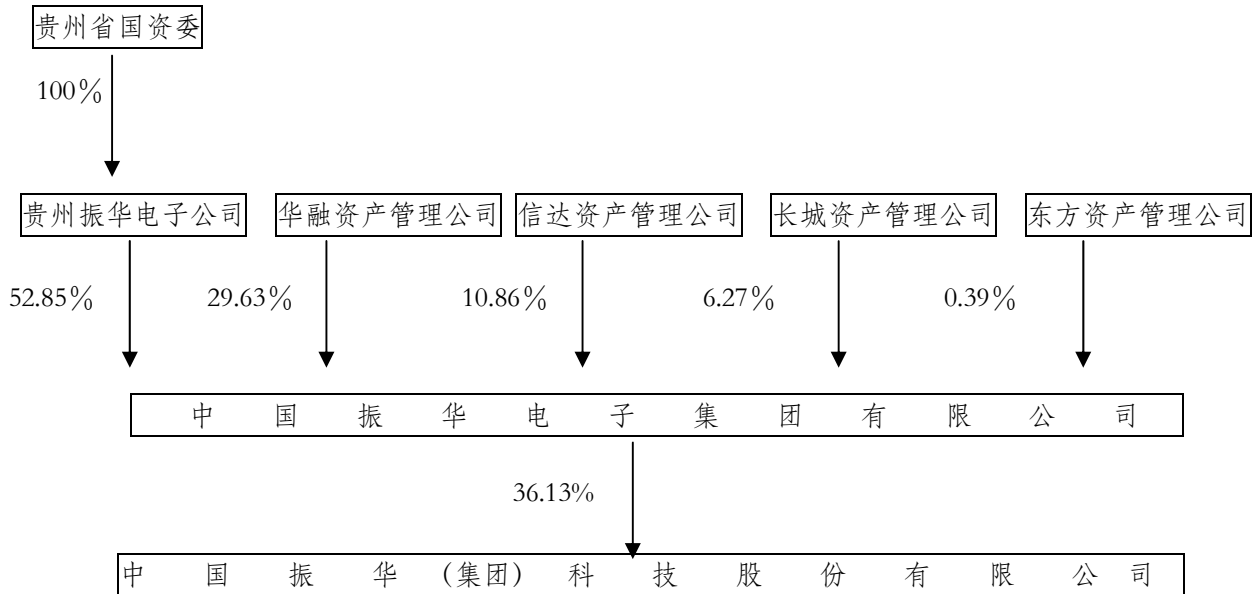 贵州省国资委
100％
贵州振华电子公司 华融资产管理公司 信达资产管理公司 长城资产管理公司 东方资产管理公司
52.85％ 29.63％ 10.86％ 6.27％ 0.39％
中国振华电子集团有限公司
36.13%
中国振华(集团)科技股份有限公司